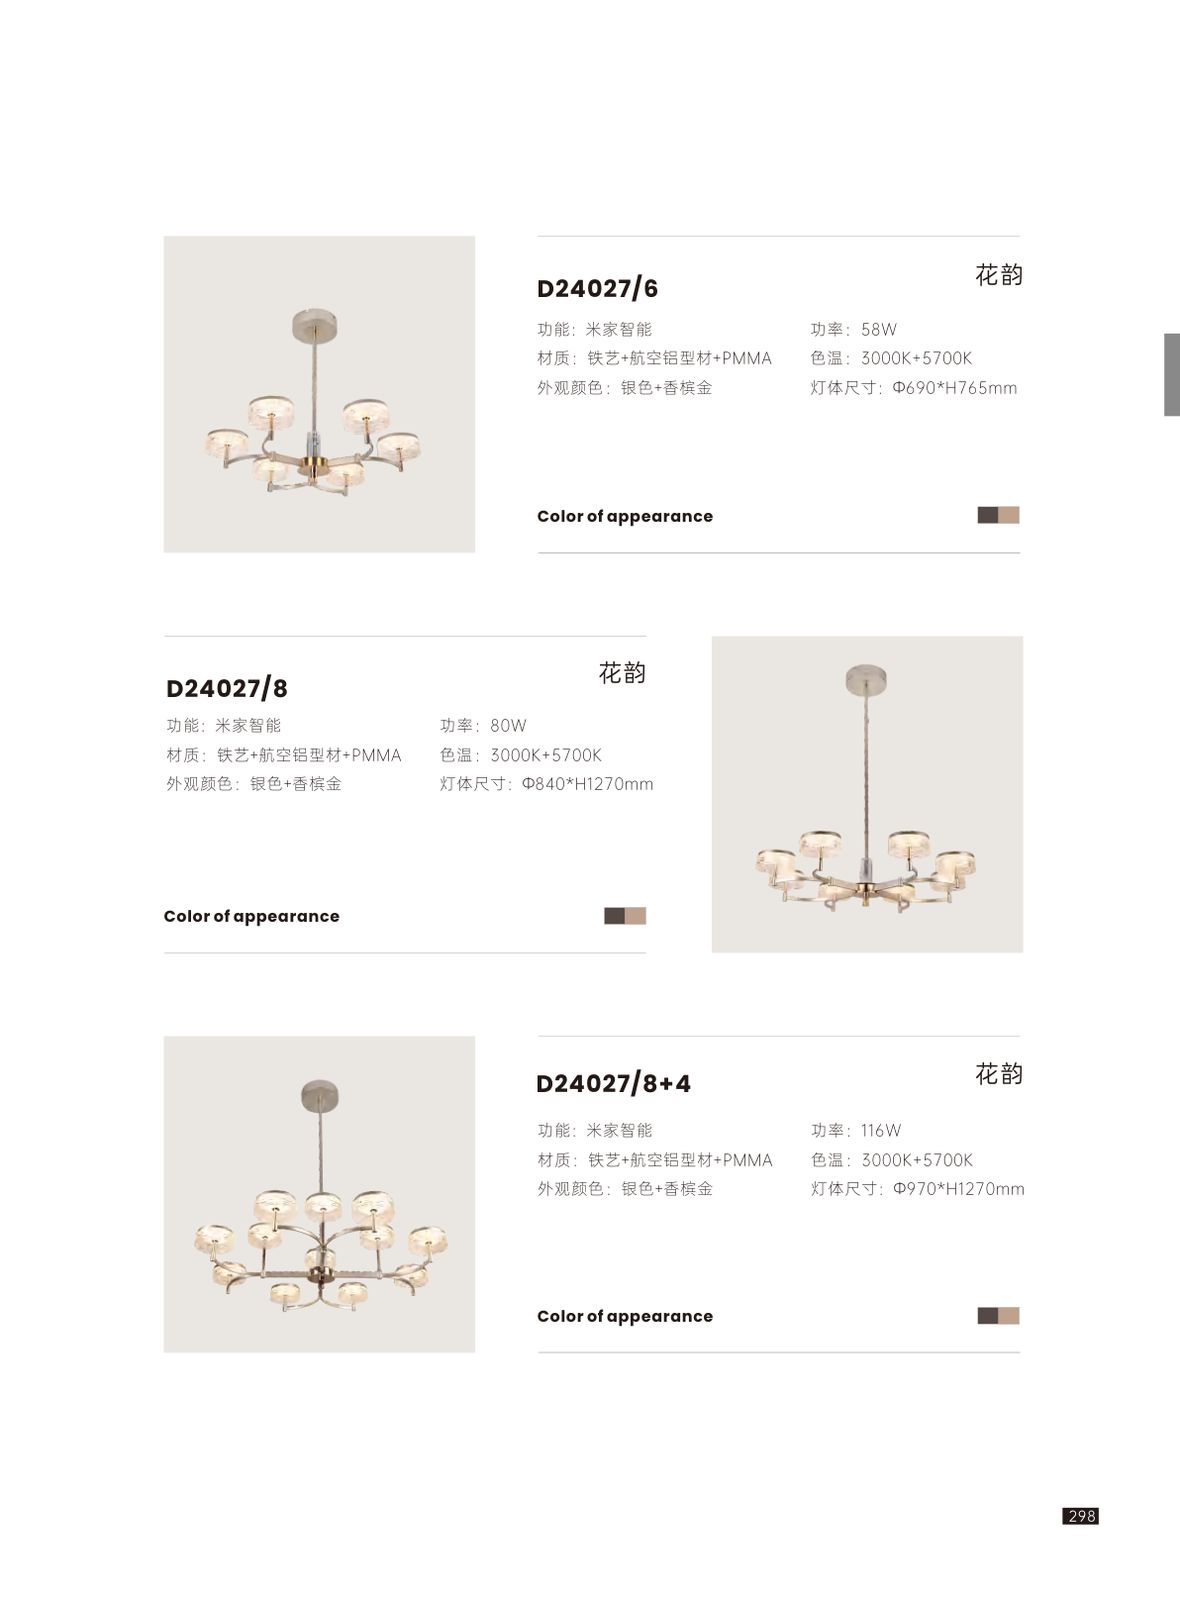 花韵
D24027/6
功能：米家智能 功率：58W
材质：铁艺+航空铝型材+PMMA 色温：3000K+5700K
外观颜色：银色+香槟金 灯体尺寸：Φ690*H765mm
Color of appearance
花韵
D24027/8
功能：米家智能 功率：80W
材质：铁艺+航空铝型材+PMMA 色温：3000K+5700K
外观颜色：银色+香槟金 灯体尺寸：Φ840*H1270mm
Color of appearance
花韵
D24027/8+4
功能：米家智能 功率：116W
材质：铁艺+航空铝型材+PMMA 色温：3000K+5700K
外观颜色：银色+香槟金 灯体尺寸：Φ970*H1270mm
Color of appearance
298